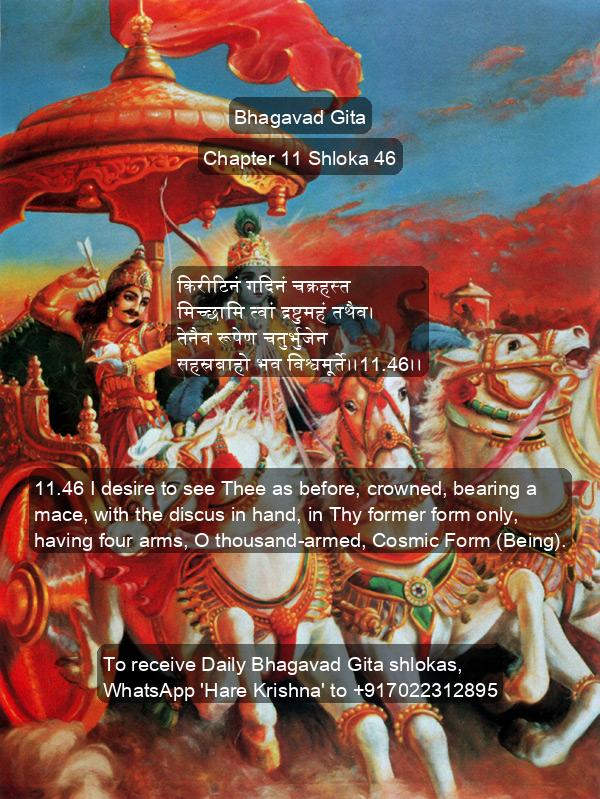 Bhagavad Gita
Chapter 11 Shloka 46
किरीटिनं गदिनं चक्रहस्त
मिच्छामि त्वां द्रष्टुमहं तथैव।
तेनैव रूपेण चतुर्भुजेन
सहस्रबाहो भव विश्वमूर्ते।।11.46।।
11.46 I desire to see Thee as before, crowned, bearing a
mace, with the discus in hand, in Thy former form only,
having four arms, O thousand-armed, Cosmic Form (Being).
To receive Daily Bhagavad Gita shlokas,
WhatsApp 'Hare Krishna' to +917022312895